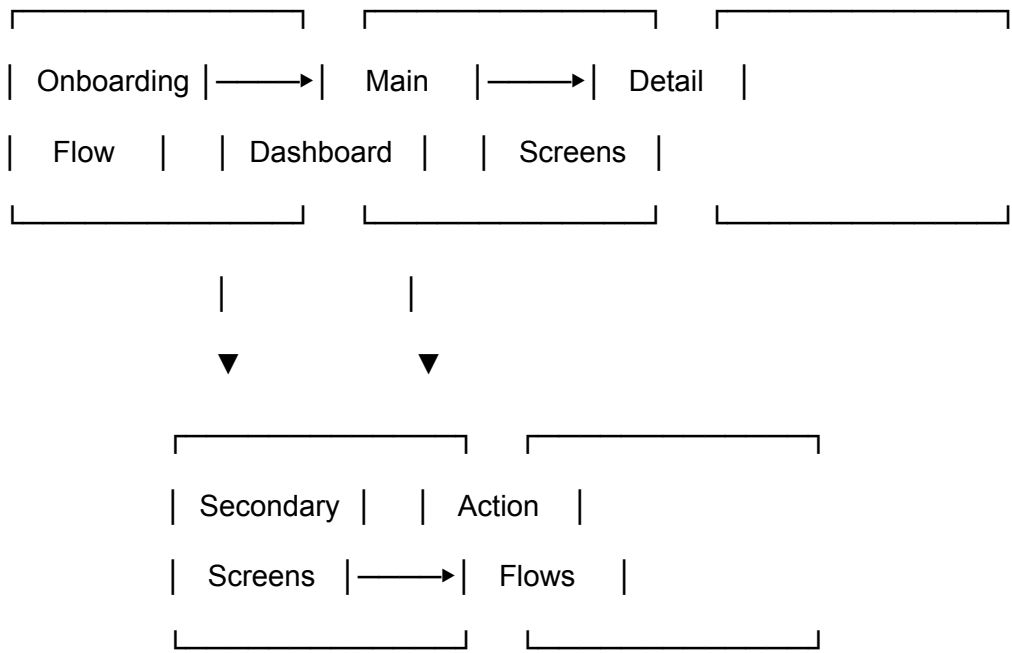 ┌─────────────────┐ ┌─────────────────┐ ┌─────────────────┐
│ Onboarding │────►│ Main │────►│ Detail │
│ Flow │ │ Dashboard │ │ Screens │
└─────────────────┘ └─────────────────┘ └─────────────────┘
│ │
▼ ▼
┌─────────────────┐ ┌─────────────────┐
│ Secondary │ │ Action │
│ Screens │────►│ Flows │
└─────────────────┘ └─────────────────┘